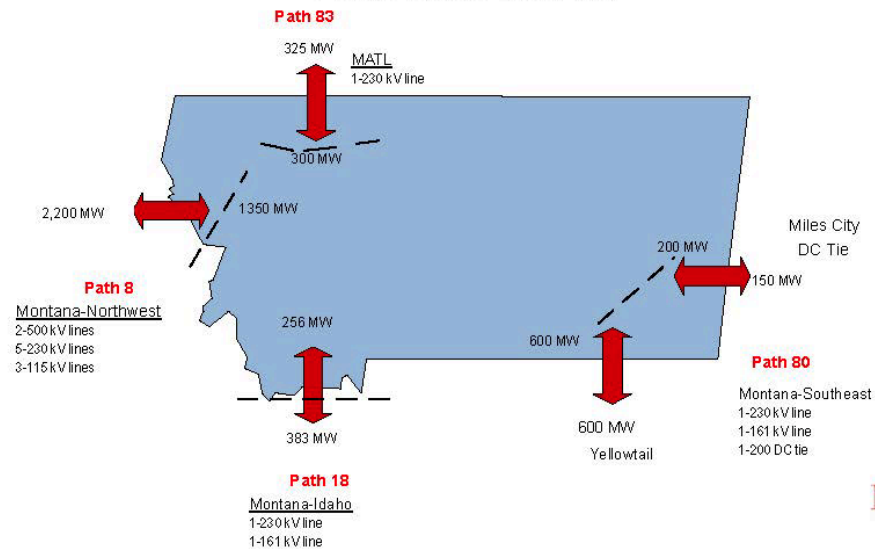 Path 83
325 MW
MATL
1-230 kV line
300 MW
2,200 MW
1350 MW
Path 8
Montana-Northwest
2-500 kV lines
5-230 kV lines
3-115 kV lines
256 MW
383 MW
Path 18
Montana-Idaho
1-230 kV line
1-161 kV line
Miles City
DC Tie
200 MW
150 MW
600 MW
600 MW
Yellowtail
Path 80
Montana-Southeast
1-230 kV line
1-161 kV line
1-200 DC tie